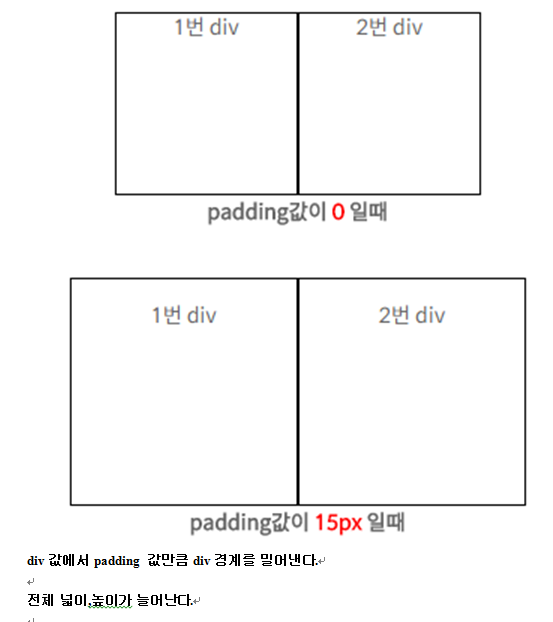 1번 div 2번 div
padding값이 0 일때
1번 div 2번 div
padding값이 15px 일때
div 값에서 padding 값만큼 div 경계를 밀어낸다.
전체 넓이,높이가 늘어난다.